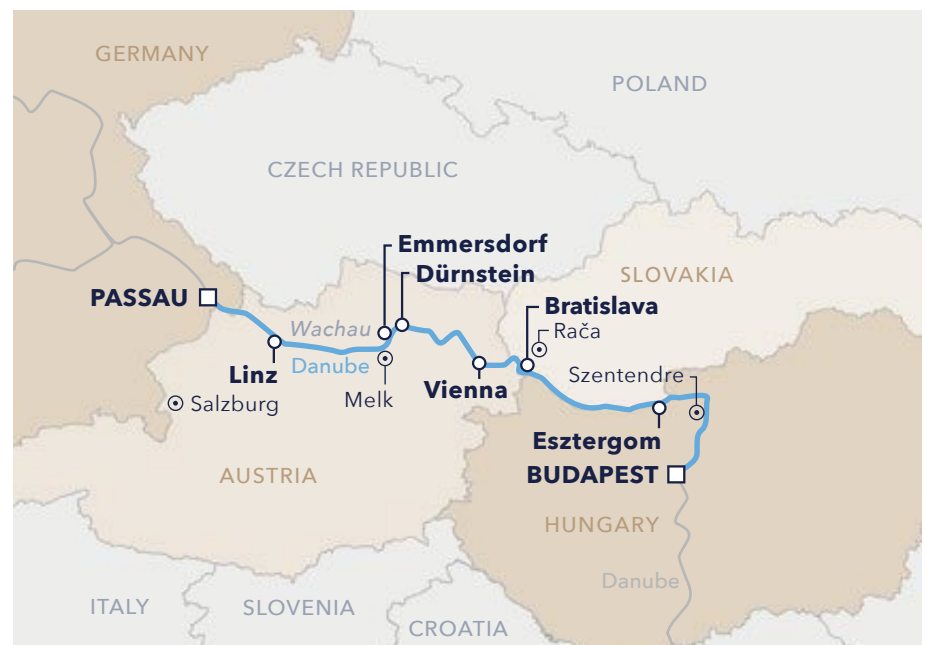 GERMANY
POLAND
CZECH REPUBLIC
Emmersdorf
Dürnstein
SLOVAKIA
PASSAU
Bratislava
Wachau
Rača
Danube
Linz
Szentendre
Vienna
Melk
Salzburg
Esztergom
BUDAPEST
AUSTRIA
HUNGARY
Danube
ITALY
SLOVENIA
CROATIA